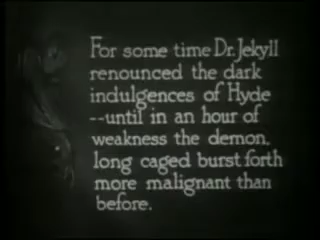 For some time Dr. Jekyll
renounced the dark
indulgences of Hyde
--until in an hour of
weakness the demon,
long caged burst forth
more malignant than
before.